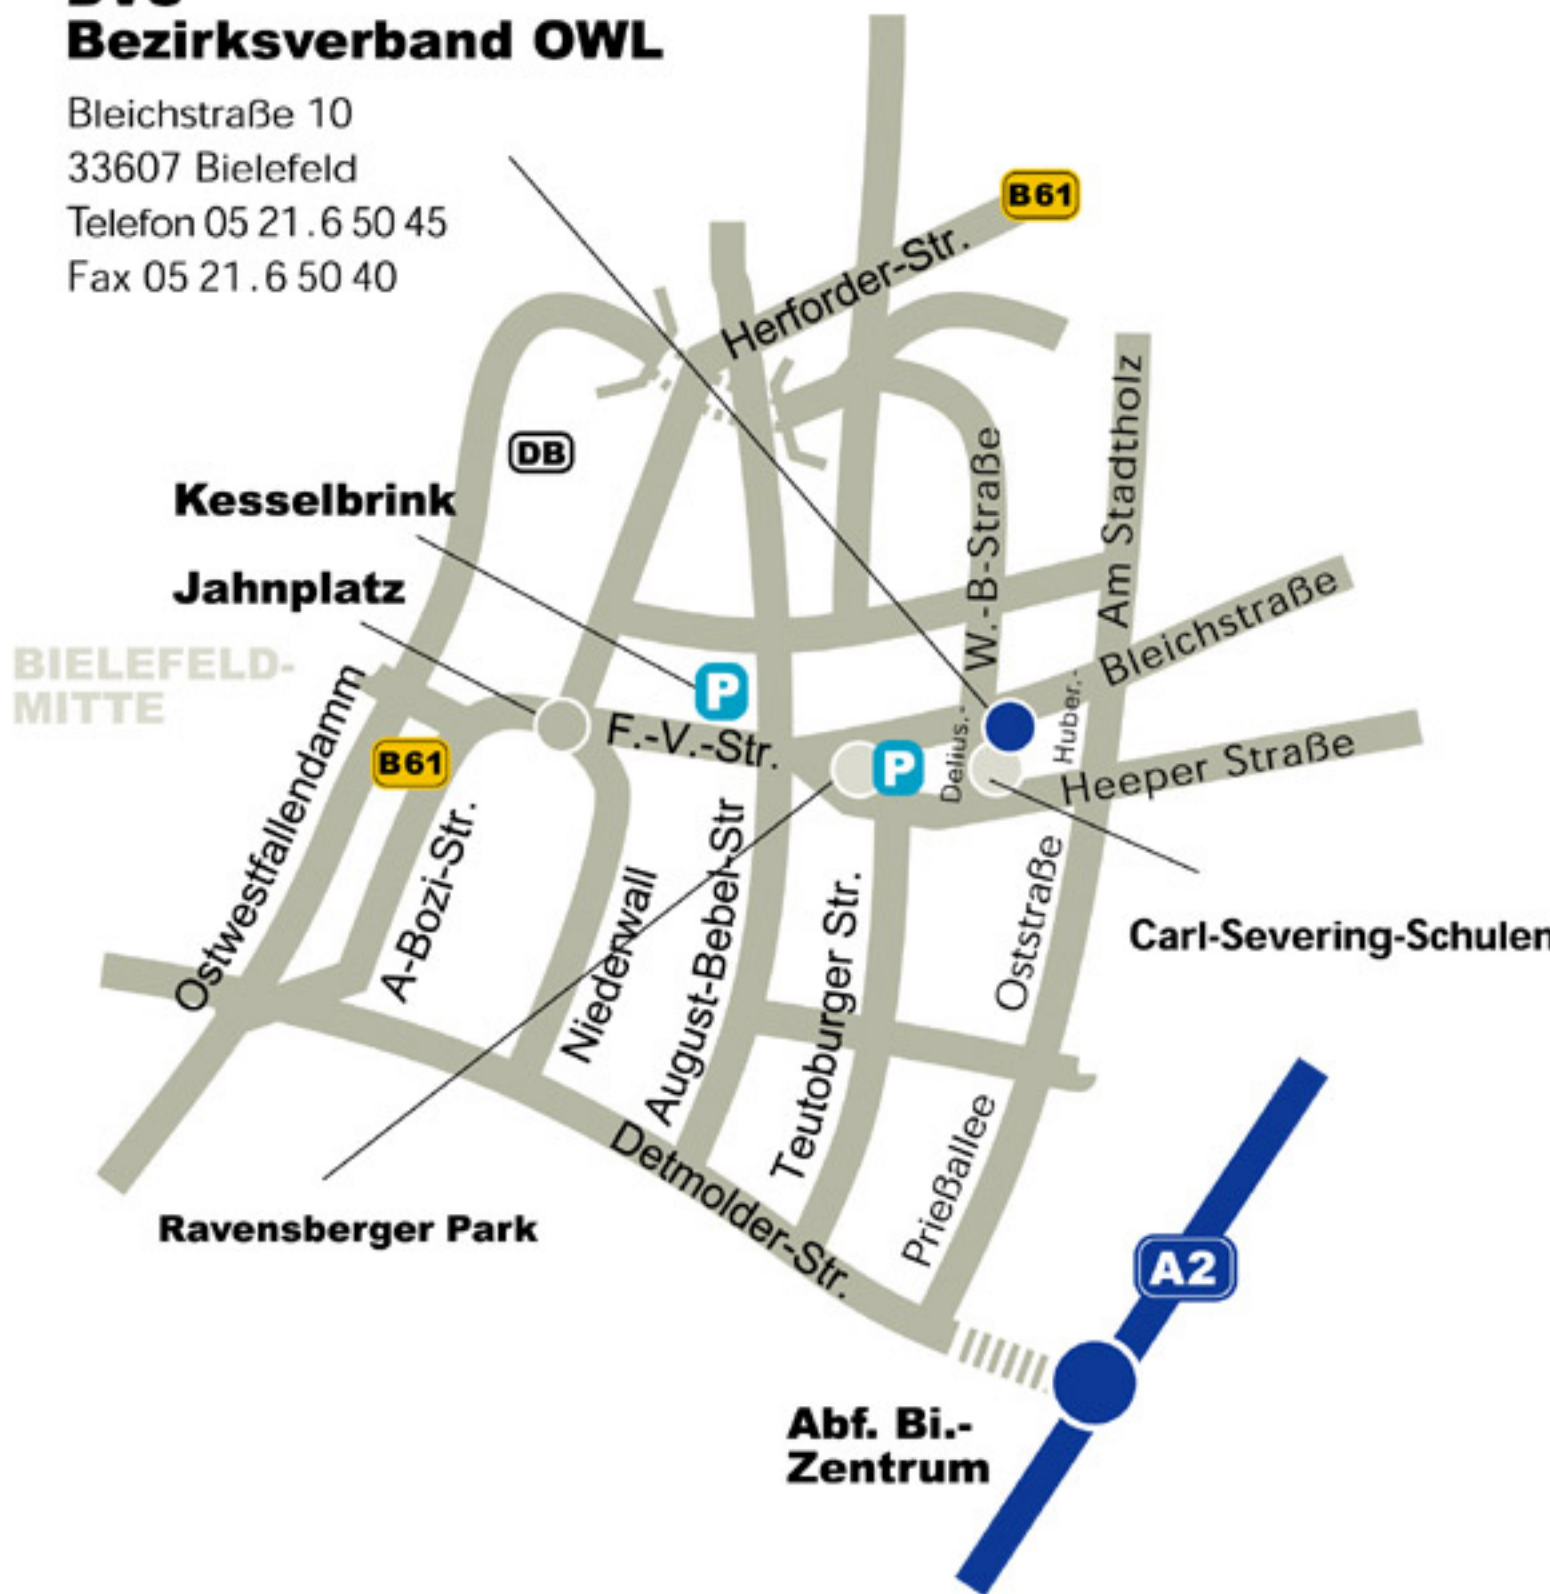 Bezirksverband OWL
Bleichstraße 10
33607 Bielefeld
Telefon 05 21 . 6 50 45
Fax 05 21 . 6 50 40
B61
Herforder-Str.
DB
Kesselbrink
Jahnplatz
BIELEFELD-
MITTE
W.-B-Straße
Am Stadtholz
Bleichstraße
P
F.-V.-Str.
Delius.-
Huber.-
P
Heeper Straße
B61
Ostwestfallendamm
A-Bozi-Str.
Niederwall
August-Bebel-Str
Teutoburger Str.
Oststraße
Carl-Severing-Schulen
Prießallee
Detmolder-Str.
Ravensberger Park
A2
Abf. Bi.-
Zentrum